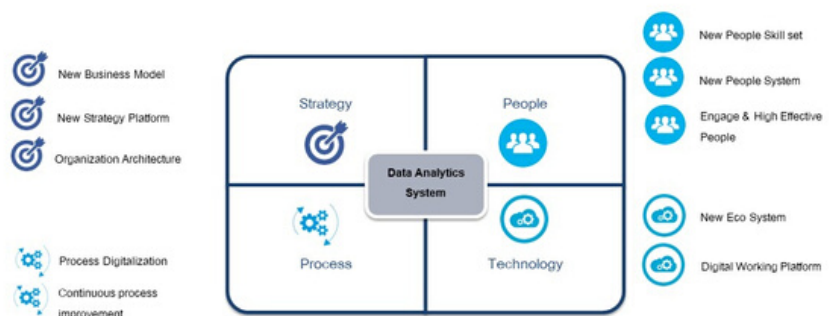 New Business Model
New Strategy Platform
Organization Architecture
Process Digitalization
Continuous process
improvement
Strategy
People
Data Analytics
System
Process
Technology
New People Skill set
New People System
Engage & High Effective
People
New Eco System
Digital Working Platform